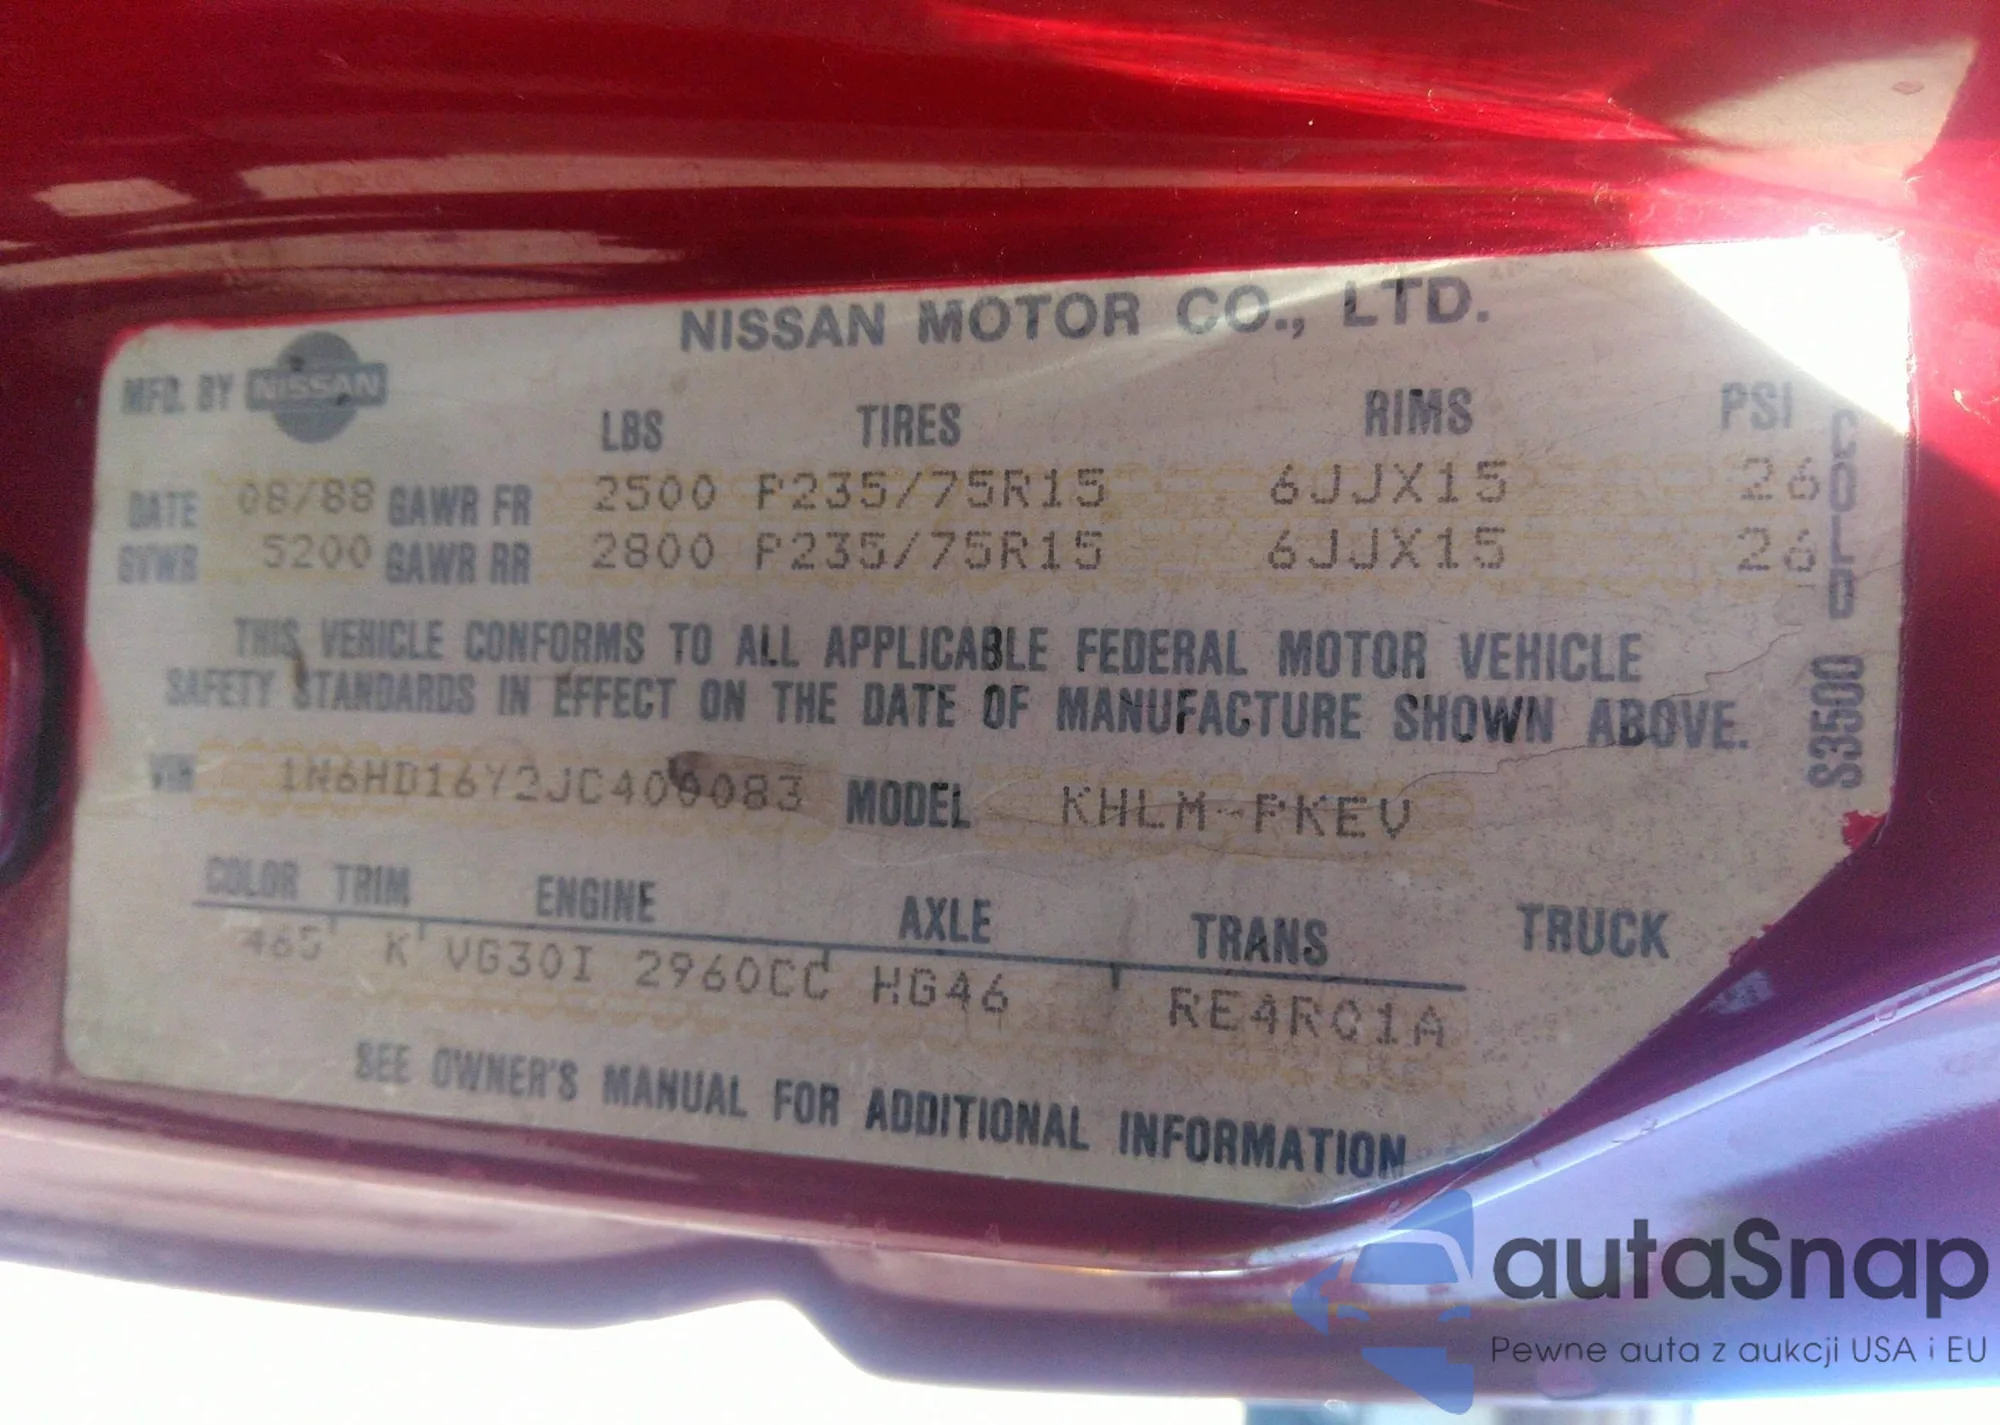 NISSAN MOTOR CO., LTD.
MFD. BY NISSAN
LBS TIRES RIMS PSI
DATE 08/88 GAWR FR 2500 P235/75R15 6JJX15 26
GVWR 5200 GAWR RR 2800 P235/75R15 6JJX15 26
COLD
THIS VEHICLE CONFORMS TO ALL APPLICABLE FEDERAL MOTOR VEHICLE
SAFETY STANDARDS IN EFFECT ON THE DATE OF MANUFACTURE SHOWN ABOVE.
S3500
VIN 1N6HD16Y2JC400083 MODEL KHLM-PKEV
COLOR TRIM ENGINE AXLE TRANS TRUCK
465 K VG30I 2960CC HG46 RE4R01A
SEE OWNER'S MANUAL FOR ADDITIONAL INFORMATION
autaSnap
Pewne auta z aukcji USA i EU